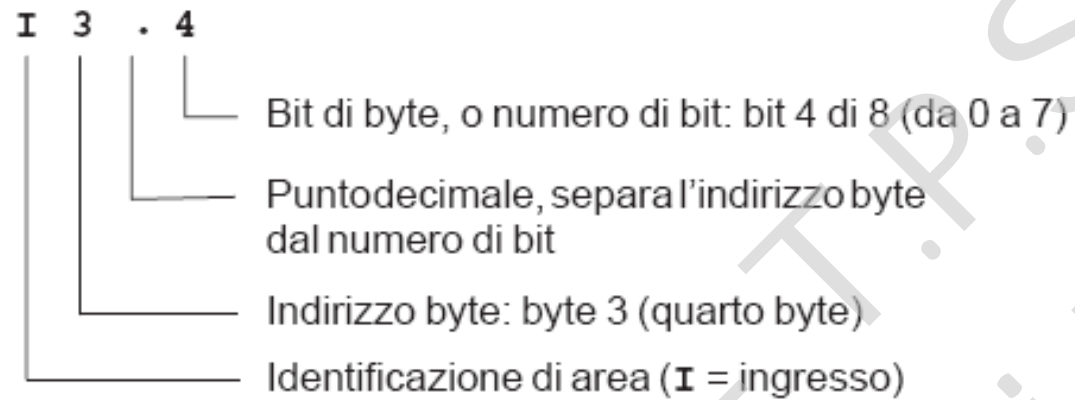 I 3 . 4
Bit di byte, o numero di bit: bit 4 di 8 (da 0 a 7)
Puntodecimale, separa l'indirizzo byte
dal numero di bit
Indirizzo byte: byte 3 (quarto byte)
Identificazione di area (I = ingresso)
T.P.S